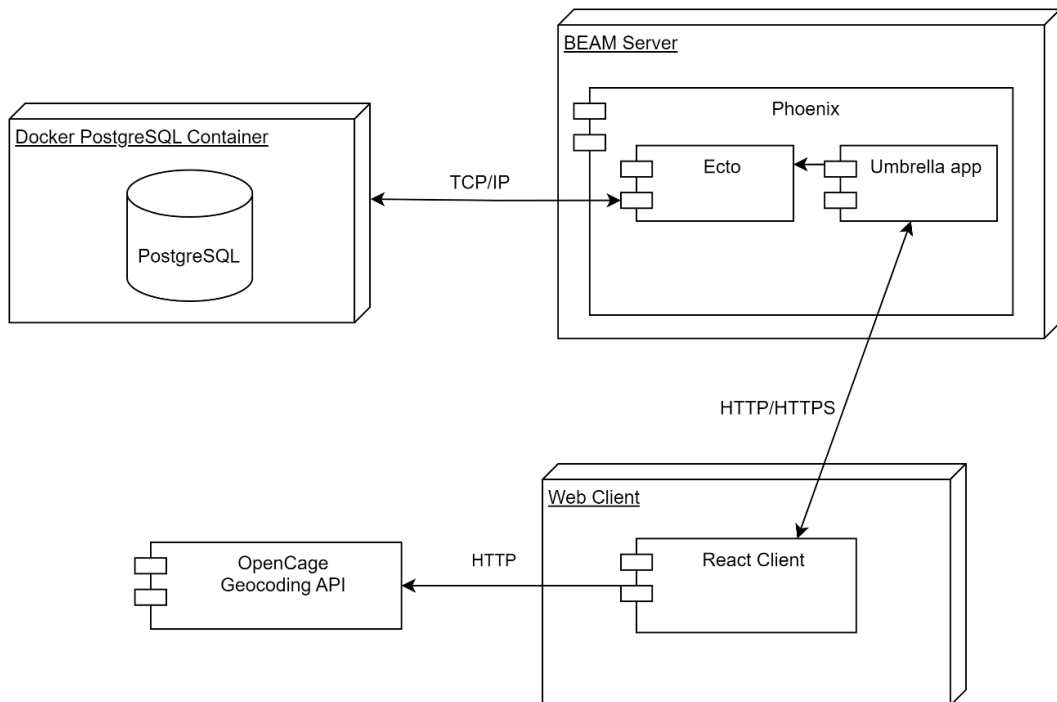 BEAM Server
Phoenix
Docker PostgreSQL Container
Ecto
Umbrella app
TCP/IP
PostgreSQL
HTTP/HTTPS
Web Client
OpenCage
Geocoding API
HTTP
React Client